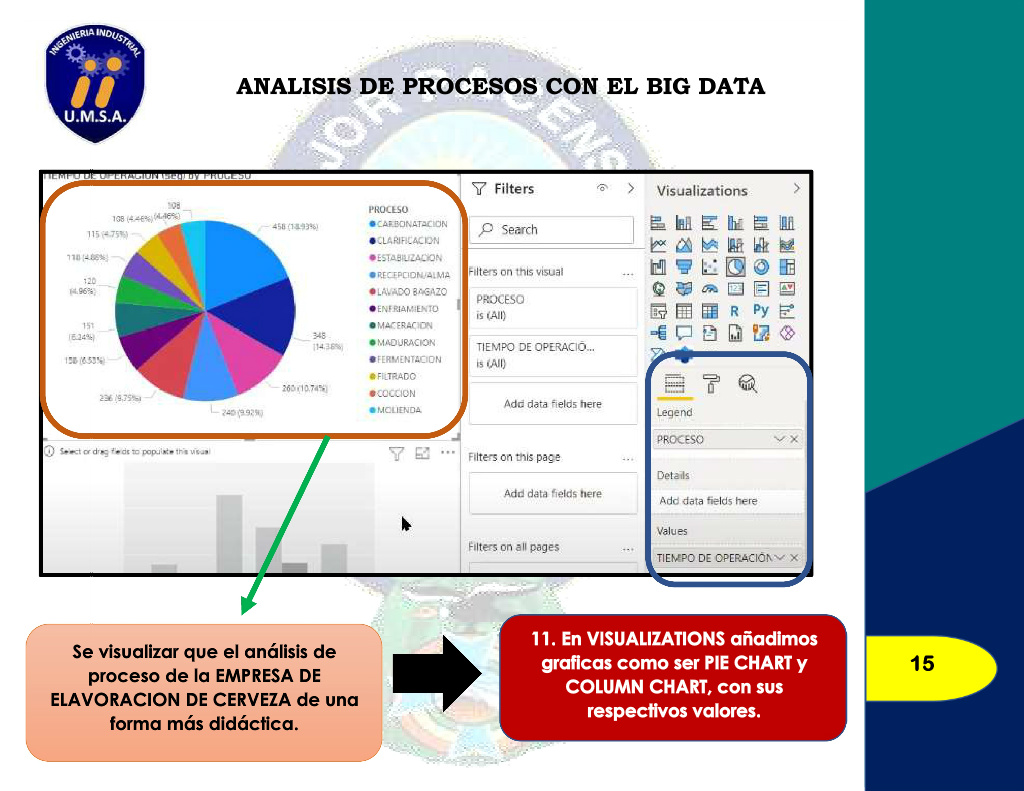 INGENIERIA INDUSTRIAL
U.M.S.A.
ANALISIS DE PROCESOS CON EL BIG DATA
JOR PACENS
TIEMPO DE OPERACIÓN (seg) by PROCESO
108
(4.46%)
108 (4.46%)
115 (4.75%)
118 (4.88%)
120
(4.96%)
151
(6.24%)
158 (6.53%)
236 (9.75%)
240 (9.92%)
260 (10.74%)
348
(14.38%)
458 (18.93%)
PROCESO
CARBONATACION
CLARIFICACION
ESTABILIZACION
RECEPCION/ALMA
LAVADO BAGAZO
ENFRIAMIENTO
MACERACION
MADURACION
FERMENTACION
FILTRADO
COCCION
MOLIENDA
Select or drag fields to populate this visual
Filters
Search
Filters on this visual
...
PROCESO
is (All)
TIEMPO DE OPERACIÓ...
is (All)
Add data fields here
Filters on this page
...
Add data fields here
Filters on all pages
...
Visualizations
123
R
Py
Legend
PROCESO
Details
Add data fields here
Values
TIEMPO DE OPERACIÓN
Se visualizar que el análisis de
proceso de la EMPRESA DE
ELAVORACION DE CERVEZA de una
forma más didáctica.
11. En VISUALIZATIONS añadimos
graficas como ser PIE CHART y
COLUMN CHART, con sus
respectivos valores.
15